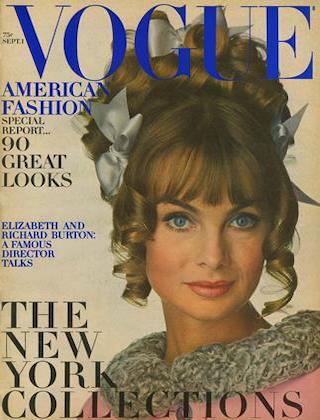 VOGUE
75¢
SEPT.1
AMERICAN
FASHION
SPECIAL
REPORT...
90
GREAT
LOOKS
ELIZABETH AND
RICHARD BURTON:
A FAMOUS
DIRECTOR
TALKS
THE
NEW
YORK
COLLECTIONS